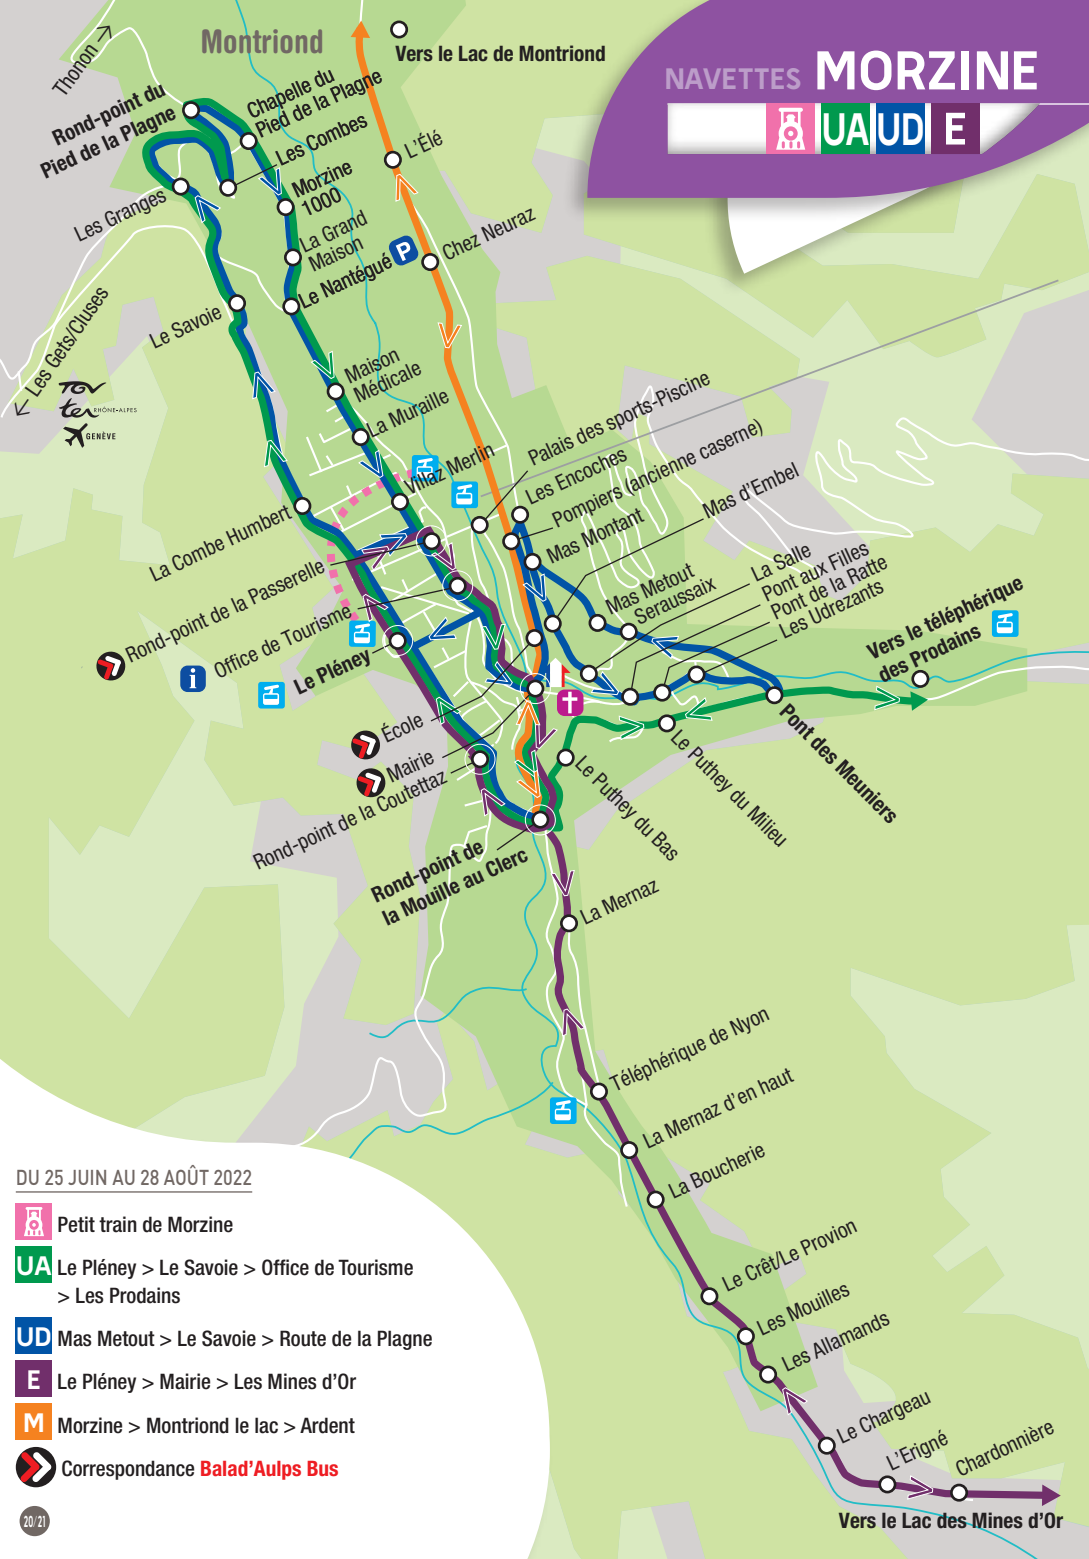 NAVETTES MORZINE
UA UD E
Montriond
Vers le Lac de Montriond
Thonon
Rond-point du
Pied de la Plagne
Chapelle du
Pied de la Plagne
Les Combes
L'Élé
Morzine
1000
Les Granges
La Grand
Maison
Chez Neuraz
Le Nantégué P
Le Savoie
Les Gets/Cluses
TGV
ter RHÔNE-ALPES
GENÈVE
Maison
Médicale
La Muraille
Villaz Merlin
Palais des sports-Piscine
Les Encoches
Pompiers (ancienne caserne)
Mas d'Embel
Mas Montant
La Combe Humbert
Rond-point de la Passerelle
Office de Tourisme
i
Le Pléney
Mas Metout
Seraussaix
La Salle
Pont aux Filles
Pont de la Ratte
Les Udrezants
Vers le téléphérique
des Prodains
École
Mairie
Rond-point de la Coutettaz
Rond-point de
la Mouille au Clerc
Le Puthey du Bas
Le Puthey du Milieu
Pont des Meuniers
La Mernaz
Téléphérique de Nyon
La Mernaz d'en haut
La Boucherie
Le Crêt/Le Provion
Les Mouilles
Les Allamands
Le Chargeau
L'Erigné
Chardonnière
Vers le Lac des Mines d'Or
DU 25 JUIN AU 28 AOÛT 2022
Petit train de Morzine
UA Le Pléney > Le Savoie > Office de Tourisme
> Les Prodains
UD Mas Metout > Le Savoie > Route de la Plagne
E Le Pléney > Mairie > Les Mines d'Or
M Morzine > Montriond le lac > Ardent
Correspondance Balad'Aulps Bus
20/21